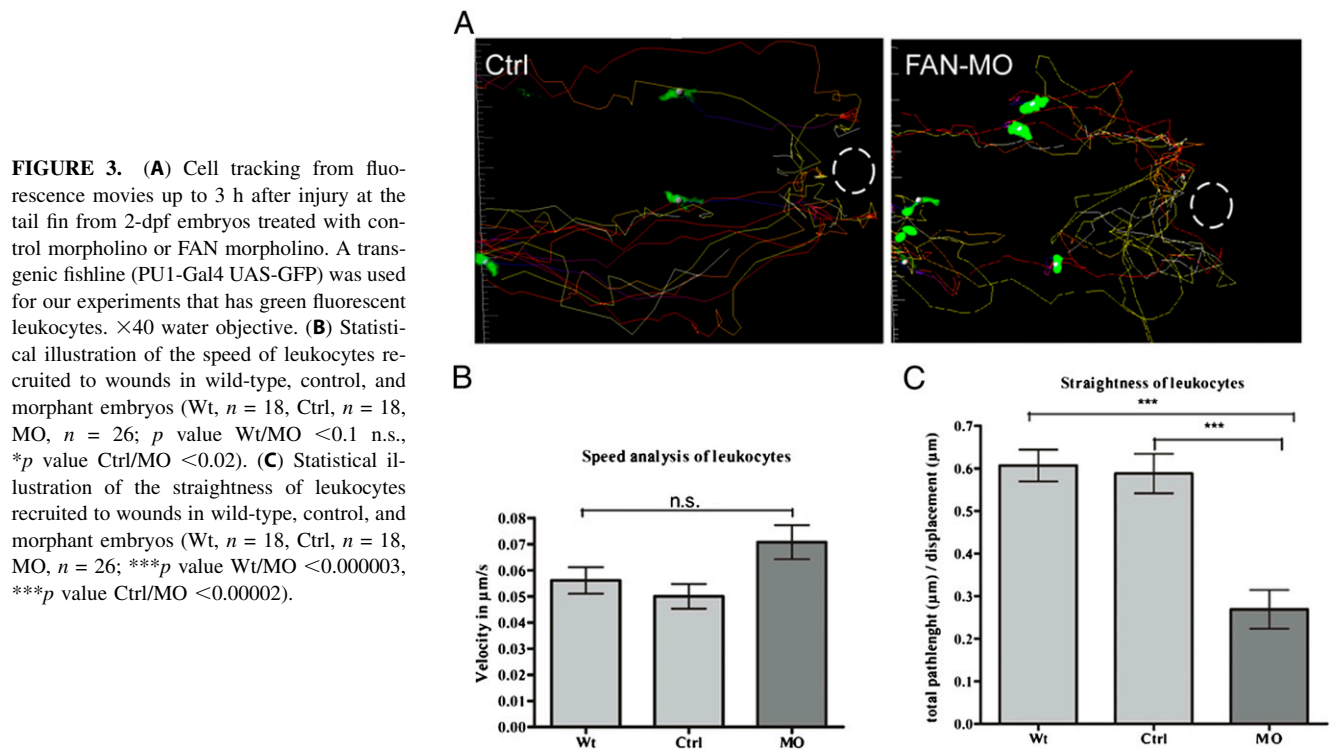 FIGURE 3. (A) Cell tracking from fluo-
rescence movies up to 3 h after injury at the
tail fin from 2-dpf embryos treated with con-
trol morpholino or FAN morpholino. A trans-
genic fishline (PU1-Gal4 UAS-GFP) was used
for our experiments that has green fluorescent
leukocytes. ×40 water objective. (B) Statisti-
cal illustration of the speed of leukocytes re-
cruited to wounds in wild-type, control, and
morphant embryos (Wt, n = 18, Ctrl, n = 18,
MO, n = 26; p value Wt/MO <0.1 n.s.,
*p value Ctrl/MO <0.02). (C) Statistical il-
lustration of the straightness of leukocytes
recruited to wounds in wild-type, control, and
morphant embryos (Wt, n = 18, Ctrl, n = 18,
MO, n = 26; ***p value Wt/MO <0.000003,
***p value Ctrl/MO <0.00002).
A
Ctrl
FAN-MO
B
Speed analysis of leukocytes
n.s.
Velocity in µm/s
0.08
0.07
0.06
0.05
0.04
0.03
0.02
0.01
0.00
Wt Ctrl MO
C
Straightness of leukocytes
***
***
total pathlenght (µm) / displacement (µm)
0.7
0.6
0.5
0.4
0.3
0.2
0.1
0.0
Wt Ctrl MO